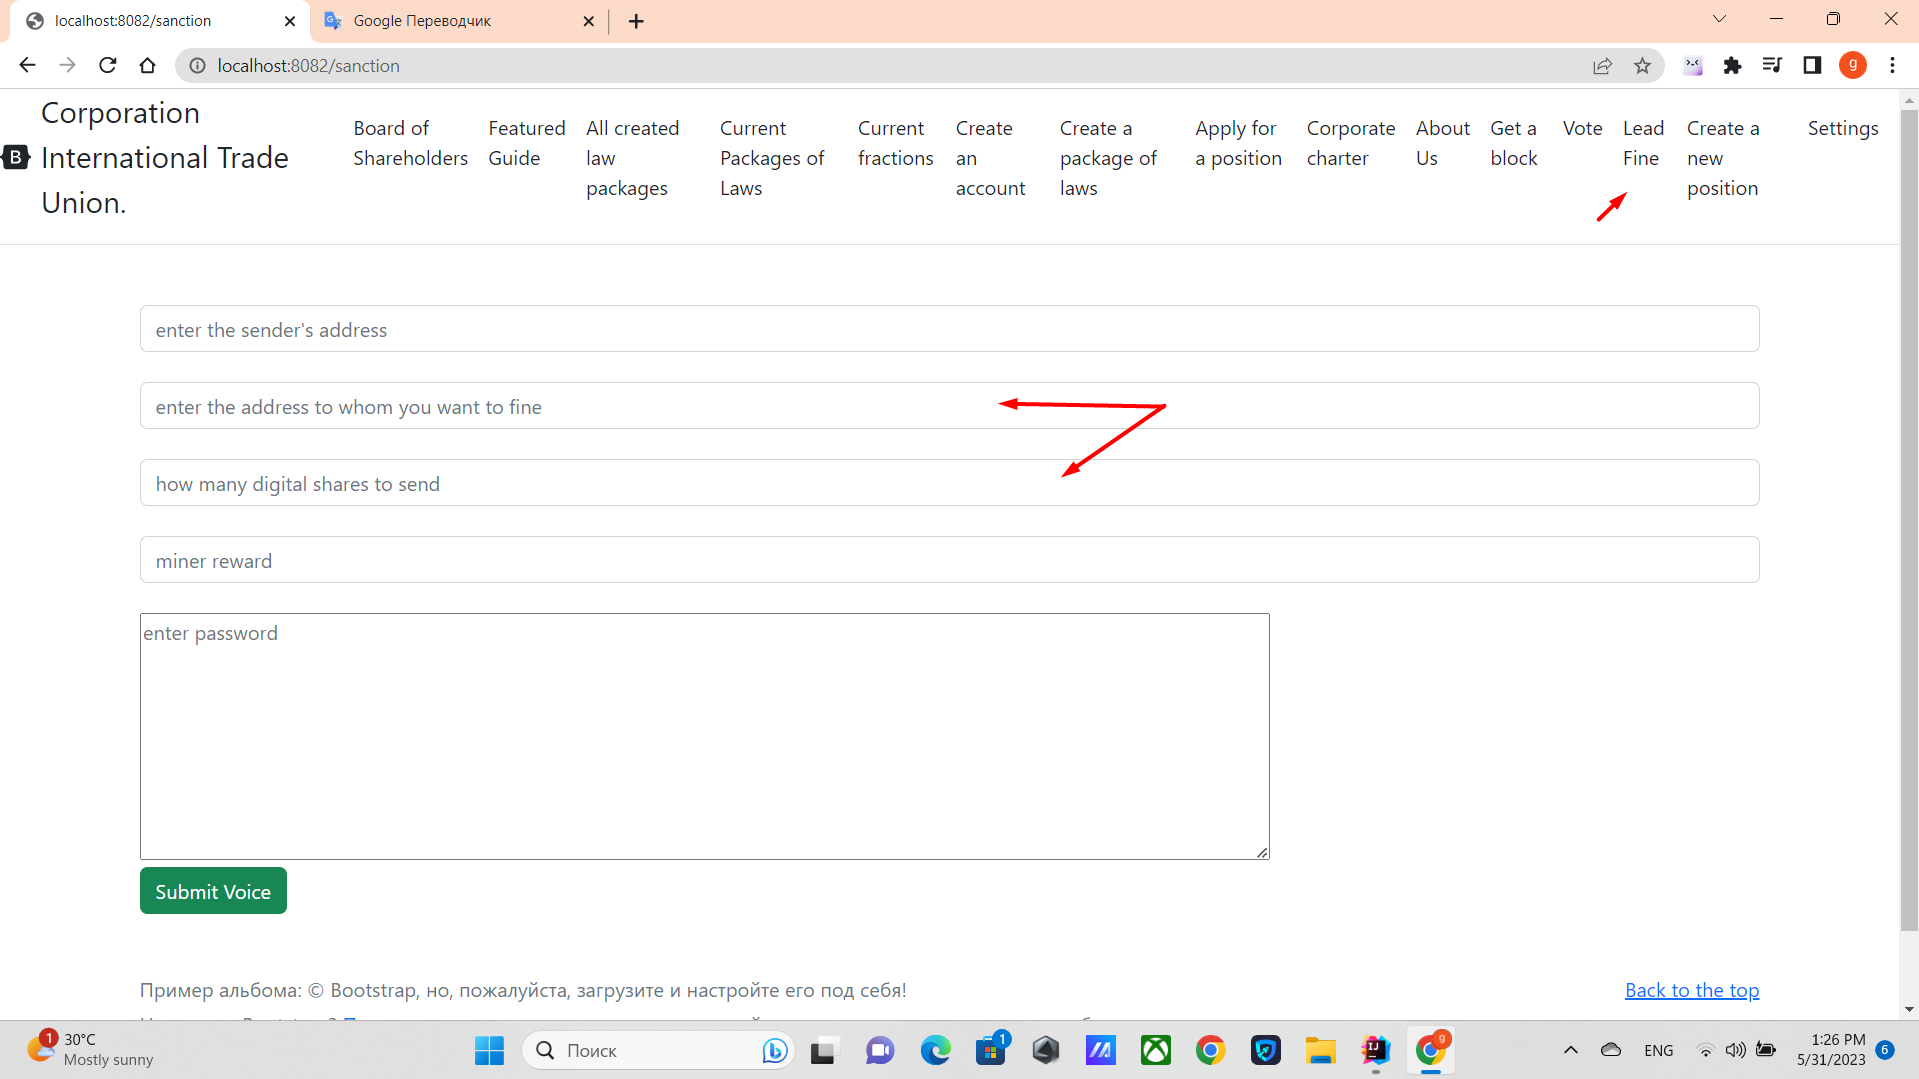 localhost:8082/sanction
Google Переводчик
localhost:8082/sanction
g
B
Corporation
International Trade
Union.
Board of
Shareholders
Featured
Guide
All created
law
packages
Current
Packages of
Laws
Current
fractions
Create
an
account
Create a
package of
laws
Apply for
a position
Corporate
charter
About
Us
Get a
block
Vote
Lead
Fine
Create a
new
position
Settings
enter the sender's address
enter the address to whom you want to fine
how many digital shares to send
miner reward
enter password
Submit Voice
Пример альбома: © Bootstrap, но, пожалуйста, загрузите и настройте его под себя!
Back to the top
1
30°C
Mostly sunny
Поиск
1
IJ
g
ENG
1:26 PM
5/31/2023
6